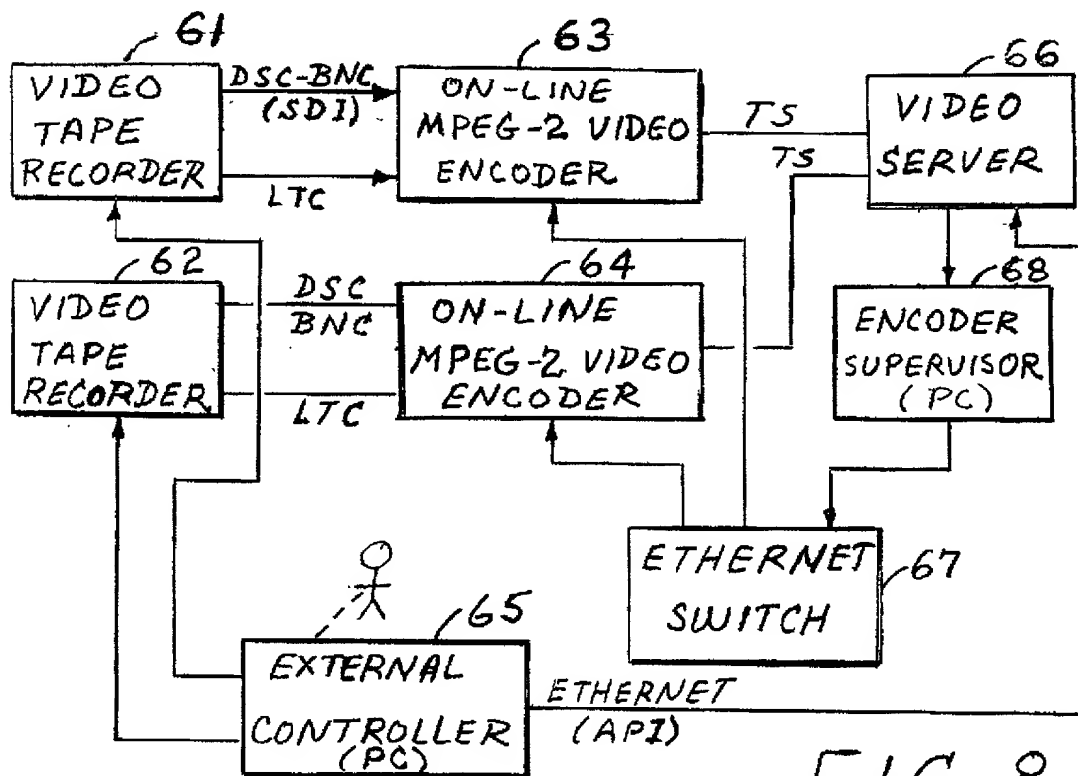 61
VIDEO
TAPE
RECORDER
DSC-BNC
(SDI)
LTC
63
ON-LINE
MPEG-2 VIDEO
ENCODER
TS
TS
66
VIDEO
SERVER
62
VIDEO
TAPE
RECORDER
DSC
BNC
LTC
64
ON-LINE
MPEG-2 VIDEO
ENCODER
68
ENCODER
SUPERVISOR
(PC)
ETHERNET
SWITCH
67
65
EXTERNAL
CONTROLLER
(PC)
ETHERNET
(API)